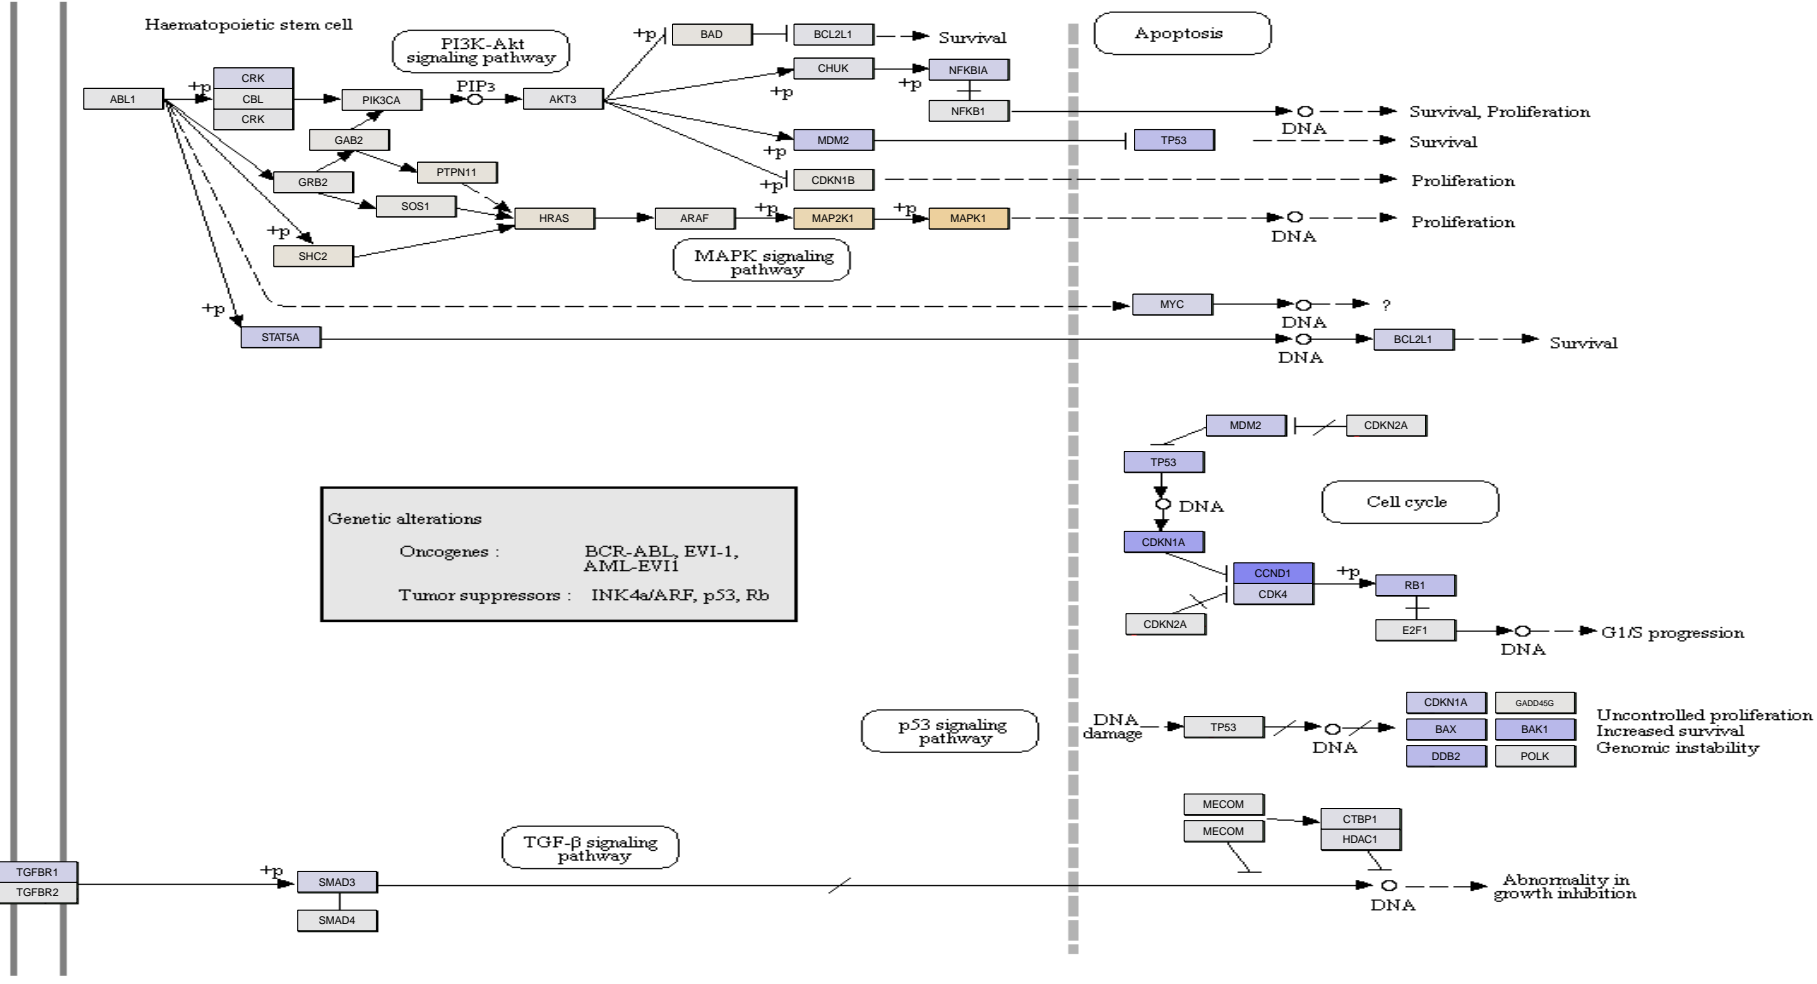 Haematopoietic stem cell
PI3K-Akt
signaling pathway
Apoptosis
+p
BAD
BCL2L1
Survival
CRK
+p
CBL
CRK
ABL1
PIK3CA
PIP3
AKT3
CHUK
+p
+p
NFKBIA
NFKB1
DNA
Survival, Proliferation
GAB2
MDM2
+p
TP53
Survival
GRB2
PTPN11
+p
CDKN1B
Proliferation
SOS1
HRAS
ARAF
+p
MAP2K1
+p
MAPK1
DNA
Proliferation
+p
SHC2
MAPK signaling
pathway
MYC
DNA
?
+p
STAT5A
DNA
BCL2L1
Survival
MDM2
CDKN2A
TP53
DNA
Cell cycle
CDKN1A
CCND1
CDK4
+p
RB1
CDKN2A
E2F1
DNA
G1/S progression
Genetic alterations
Oncogenes : BCR-ABL, EVI-1,
AML-EVI1
Tumor suppressors : INK4a/ARF, p53, Rb
p53 signaling
pathway
DNA
damage
TP53
DNA
CDKN1A
GADD45G
BAX
BAK1
DDB2
POLK
Uncontrolled proliferation
Increased survival
Genomic instability
MECOM
MECOM
CTBP1
HDAC1
TGF-β signaling
pathway
TGFBR1
TGFBR2
+p
SMAD3
SMAD4
DNA
Abnormality in
growth inhibition